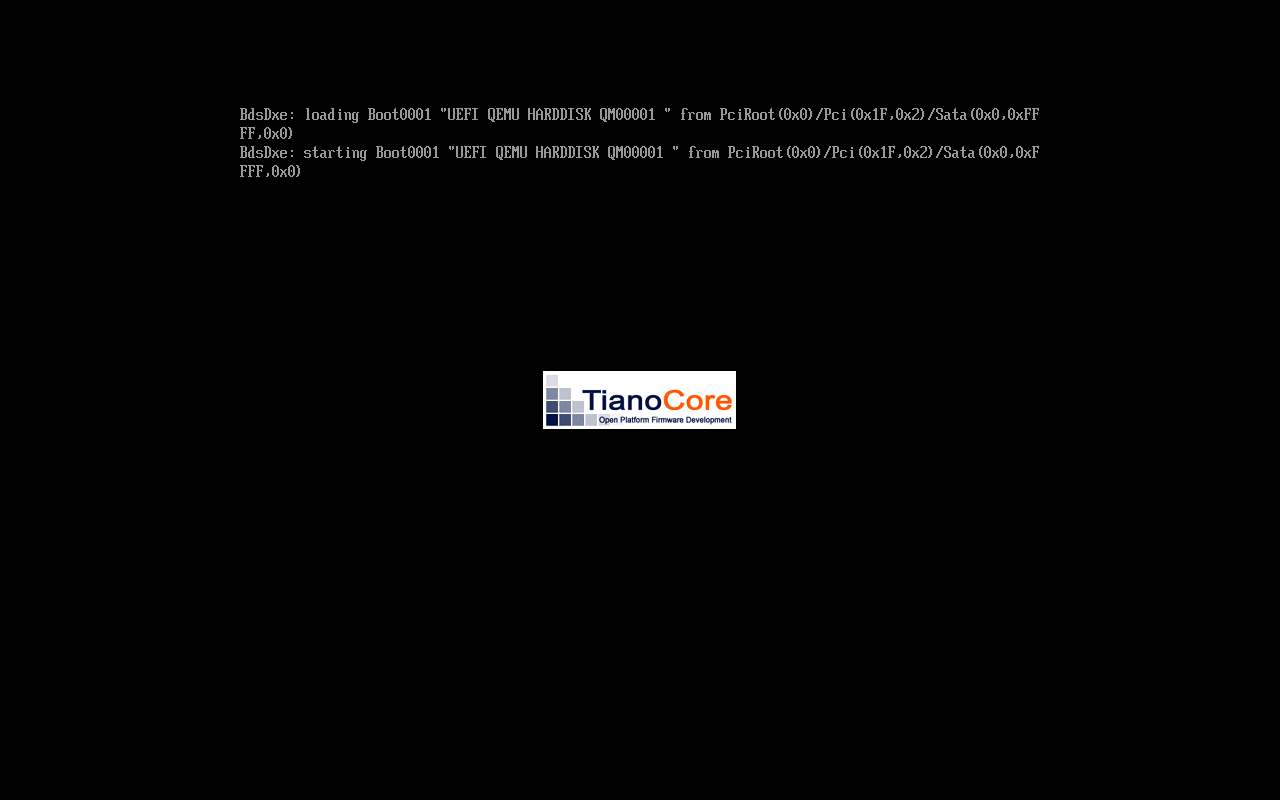 BdsDxe: loading Boot0001 "UEFI QEMU HARDDISK QM00001 " from PciRoot(0x0)/Pci(0x1F,0x2)/Sata(0x0,0xFF
FF,0x0)
BdsDxe: starting Boot0001 "UEFI QEMU HARDDISK QM00001 " from PciRoot(0x0)/Pci(0x1F,0x2)/Sata(0x0,0xF
FFF,0x0)
TianoCore
Open Platform Firmware Development